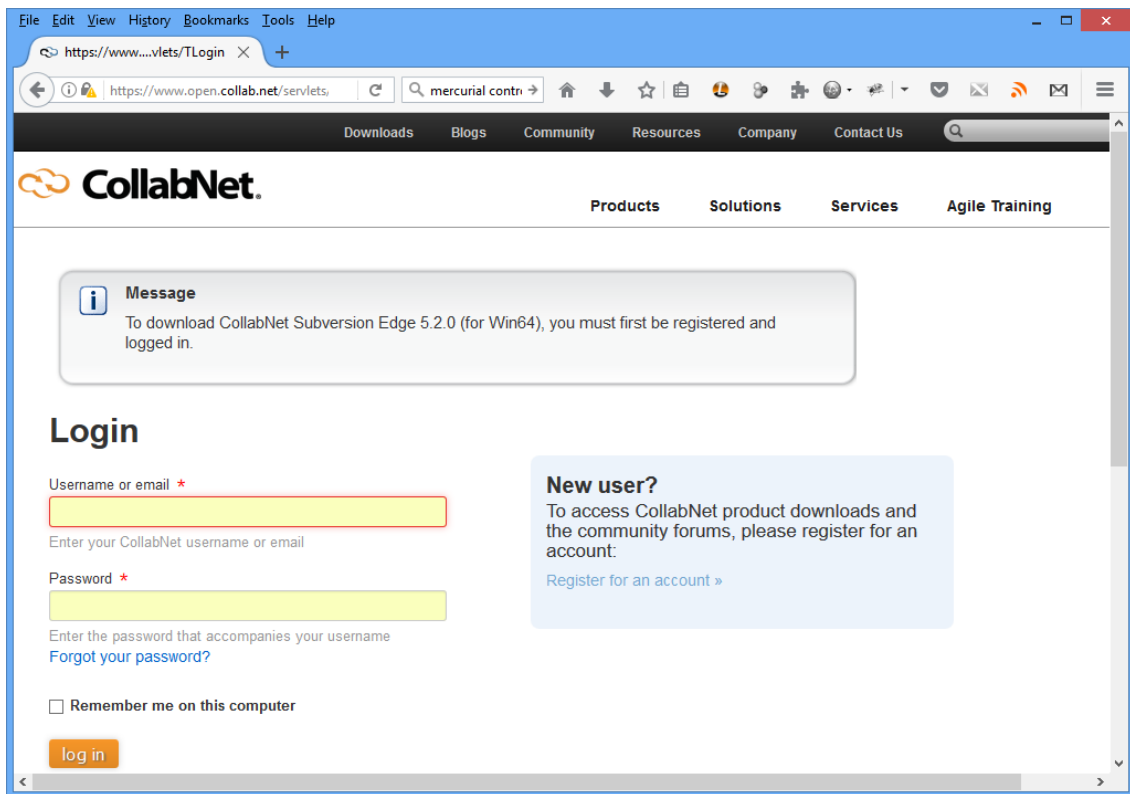 File Edit View History Bookmarks Tools Help
https://www....vlets/TLogin
https://www.open.collab.net/servlets/
mercurial contr
Downloads Blogs Community Resources Company Contact Us
CollabNet.
Products Solutions Services Agile Training
Message
To download CollabNet Subversion Edge 5.2.0 (for Win64), you must first be registered and
logged in.
Login
Username or email *
Enter your CollabNet username or email
Password *
Enter the password that accompanies your username
Forgot your password?
Remember me on this computer
log in
New user?
To access CollabNet product downloads and
the community forums, please register for an
account:
Register for an account »